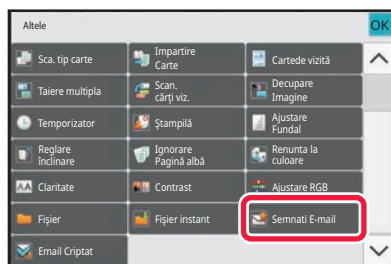 Altele
OK
Sca. tip carte
Impartire
Carte
Cartede vizită
Taiere multipla
Scan.
cărţi viz.
Decupare
Imagine
Temporizator
Ştampilă
Ajustare
Fundal
Reglare
înclinare
Ignorare
Pagină albă
Renunta la
culoare
Claritate
Contrast
Ajustare RGB
Fişier
Fişier instant
Semnati E-mail
Email Criptat